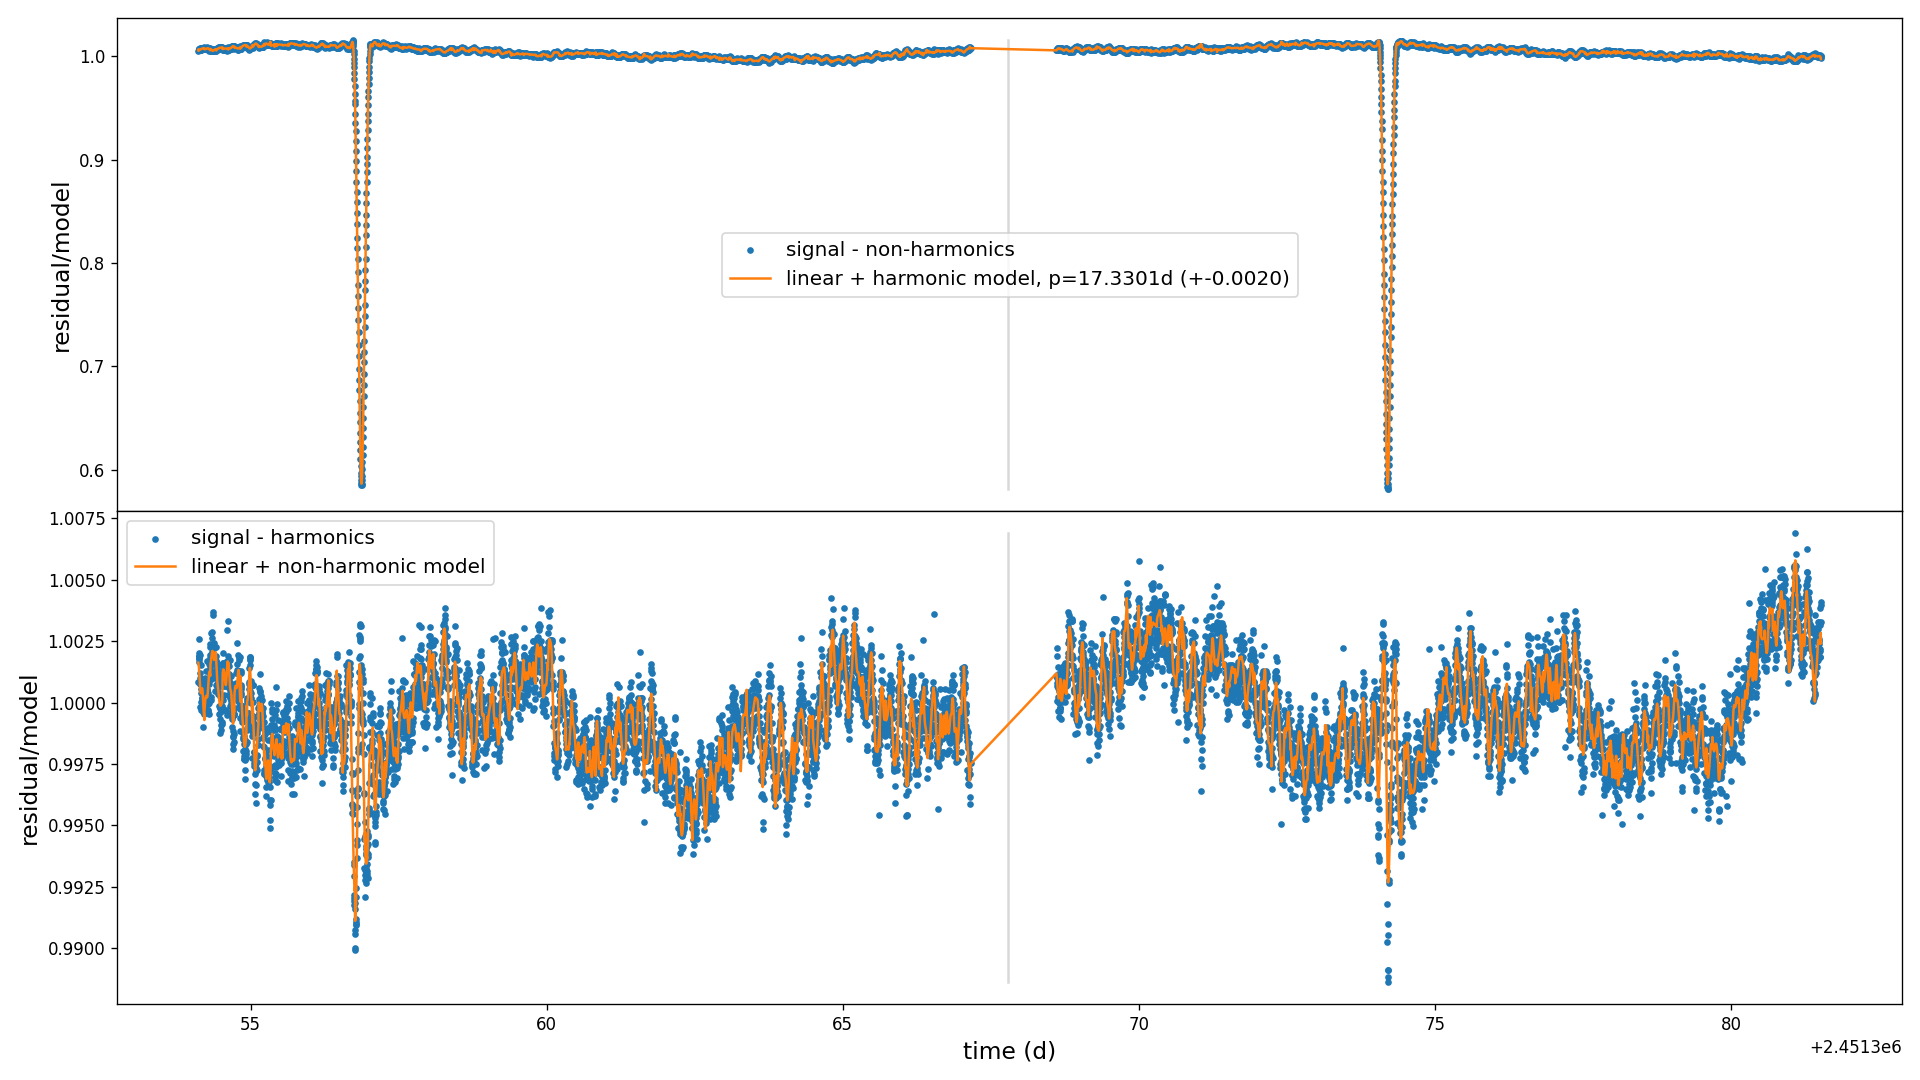 residual/model
1.0
0.9
0.8
0.7
0.6
signal - non-harmonics
linear + harmonic model, p=17.3301d (+-0.0020)
residual/model
1.0075
1.0050
1.0025
1.0000
0.9975
0.9950
0.9925
0.9900
signal - harmonics
linear + non-harmonic model
55
60
65
70
75
80
time (d)
+2.4513e6